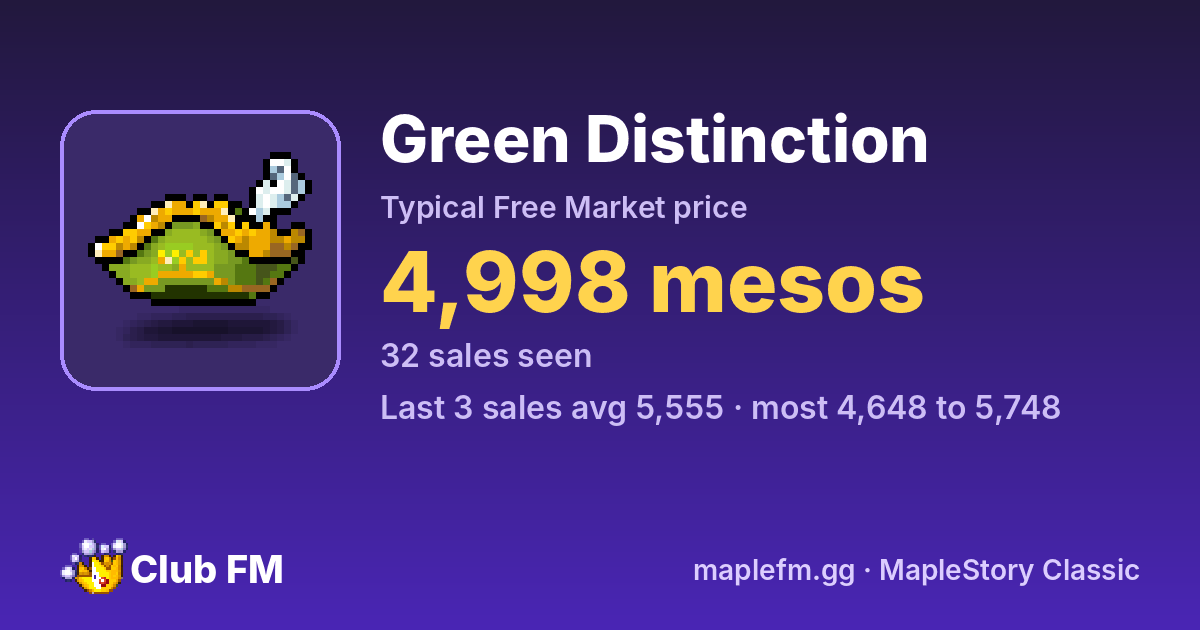 Green Distinction
Typical Free Market price
4,998 mesos
32 sales seen
Last 3 sales avg 5,555 · most 4,648 to 5,748
Club FM
maplefm.gg · MapleStory Classic